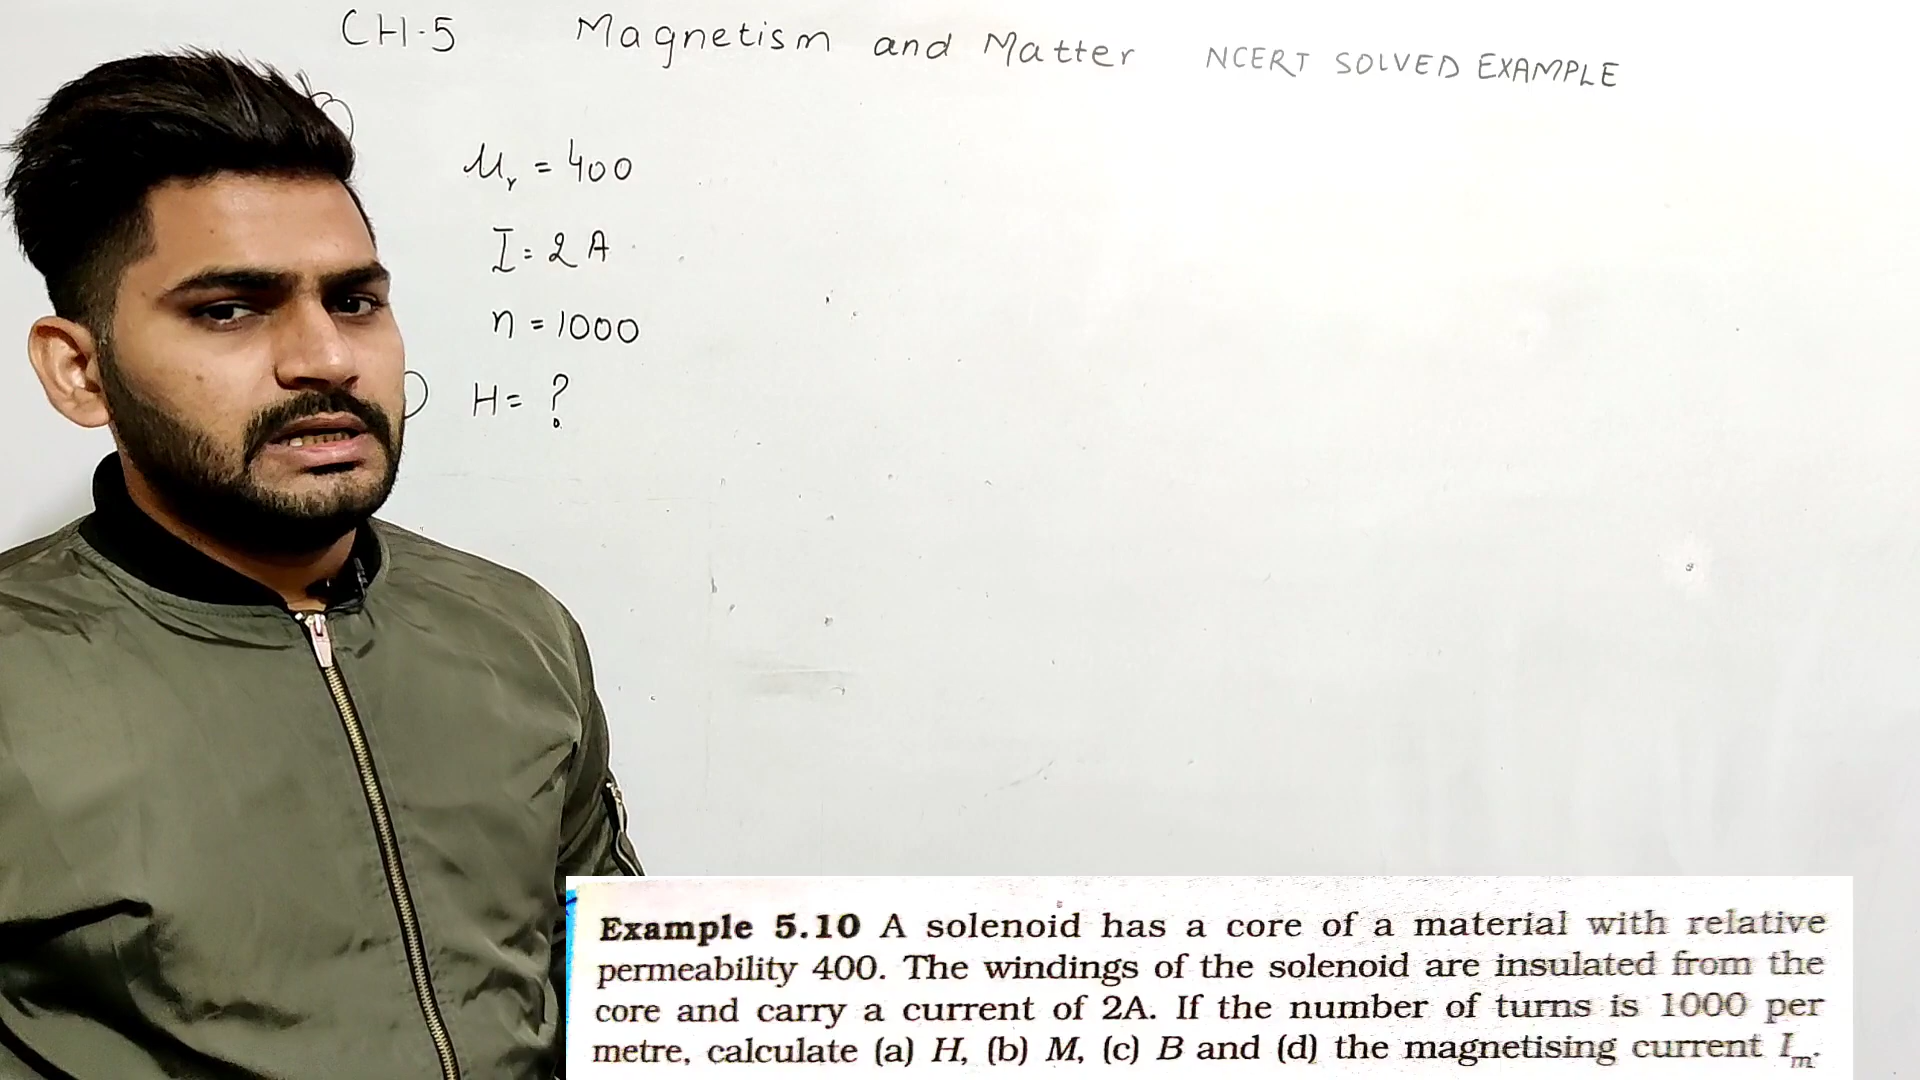 CH-5 Magnetism and Matter NCERT SOLVED EXAMPLE
μr = 400
I = 2 A
n = 1000
H = ?
Example 5.10 A solenoid has a core of a material with relative
permeability 400. The windings of the solenoid are insulated from the
core and carry a current of 2A. If the number of turns is 1000 per
metre, calculate (a) H, (b) M, (c) B and (d) the magnetising current Im.